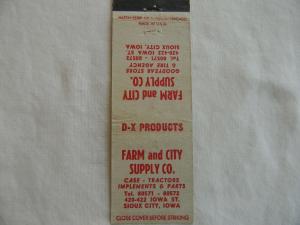 FARM and CITY
SUPPLY CO.
GOODYEAR STORE
& TIRE AGENCY
Tel. 80571 - 80572
420-422 IOWA ST.
SIOUX CITY, IOWA
D-X PRODUCTS
FARM and CITY
SUPPLY CO.
CASE - TRACTORS
IMPLEMENTS & PARTS
Tel. 80571 - 80572
420-422 IOWA ST.
SIOUX CITY, IOWA
CLOSE COVER BEFORE STRIKING